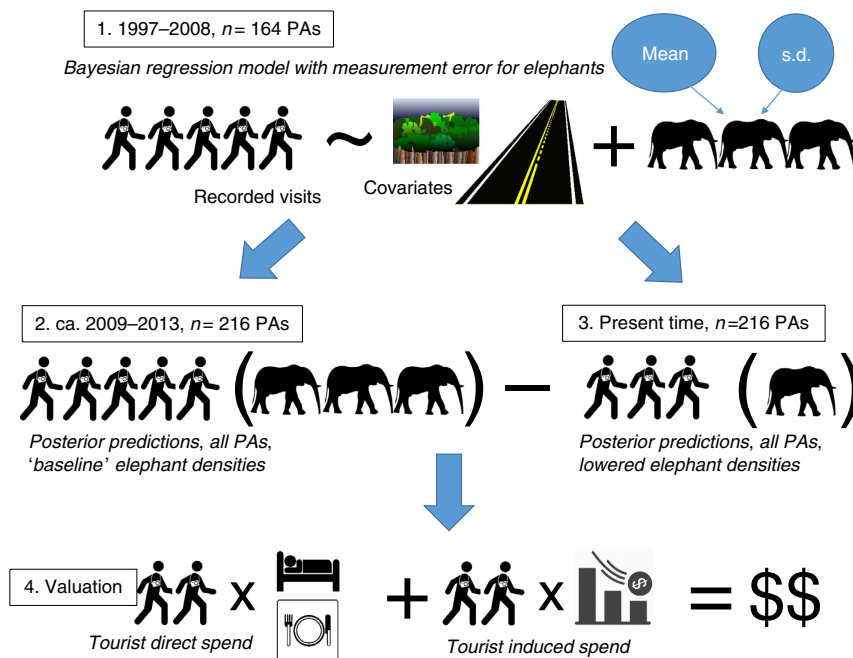 1. 1997–2008, n= 164 PAs
Bayesian regression model with measurement error for elephants
Mean
s.d.
~
+
Recorded visits
Covariates
2. ca. 2009–2013, n= 216 PAs
3. Present time, n=216 PAs
( ) — ( )
Posterior predictions, all PAs,
‘baseline’ elephant densities
Posterior predictions, all PAs,
lowered elephant densities
4. Valuation
x + x $ = $$
Tourist direct spend
Tourist induced spend